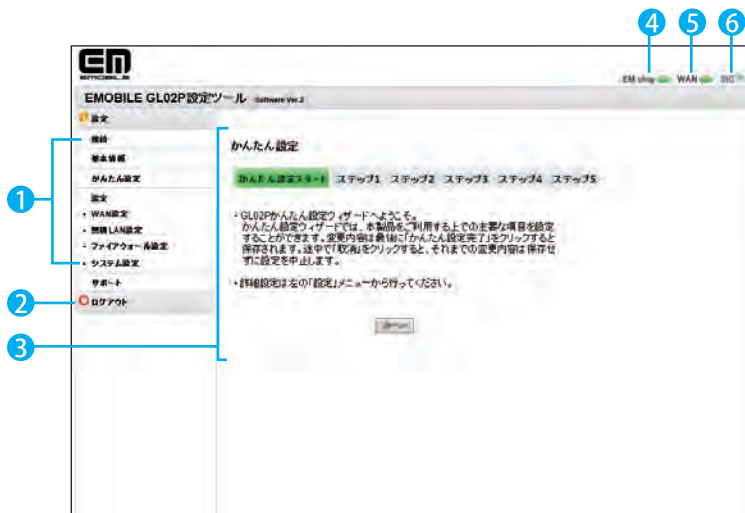 4 5 6
EM
EMOBILE
EM chip WAN SIG
EMOBILE GL02P設定ツール Software Ver.2
設定
接続
基本情報
かんたん設定
設定
・WAN設定
・無線LAN設定
・ファイアウォール設定
・システム設定
サポート
ログアウト
1
2
3
かんたん設定
かんたん設定スタート ステップ1 ステップ2 ステップ3 ステップ4 ステップ5
・GL02Pかんたん設定ウィザードへようこそ。
かんたん設定ウィザードでは、本製品をご利用する上での主要な項目を設定
することができます。変更内容は最後に「かんたん設定完了」をクリックすると
保存されます。途中で「取消」をクリックすると、それまでの変更内容は保存せ
ずに設定を中止します。
・詳細設定は左の「設定」メニューから行ってください。